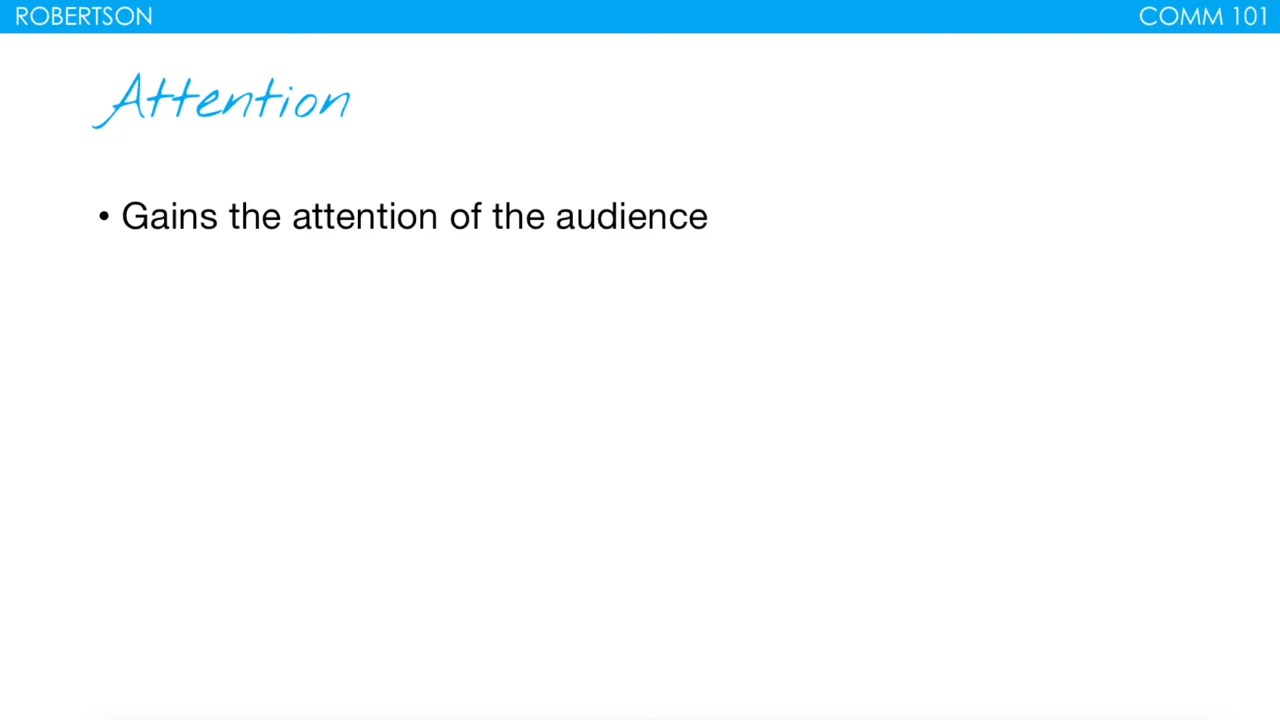 ROBERTSON COMM 101
Attention
• Gains the attention of the audience